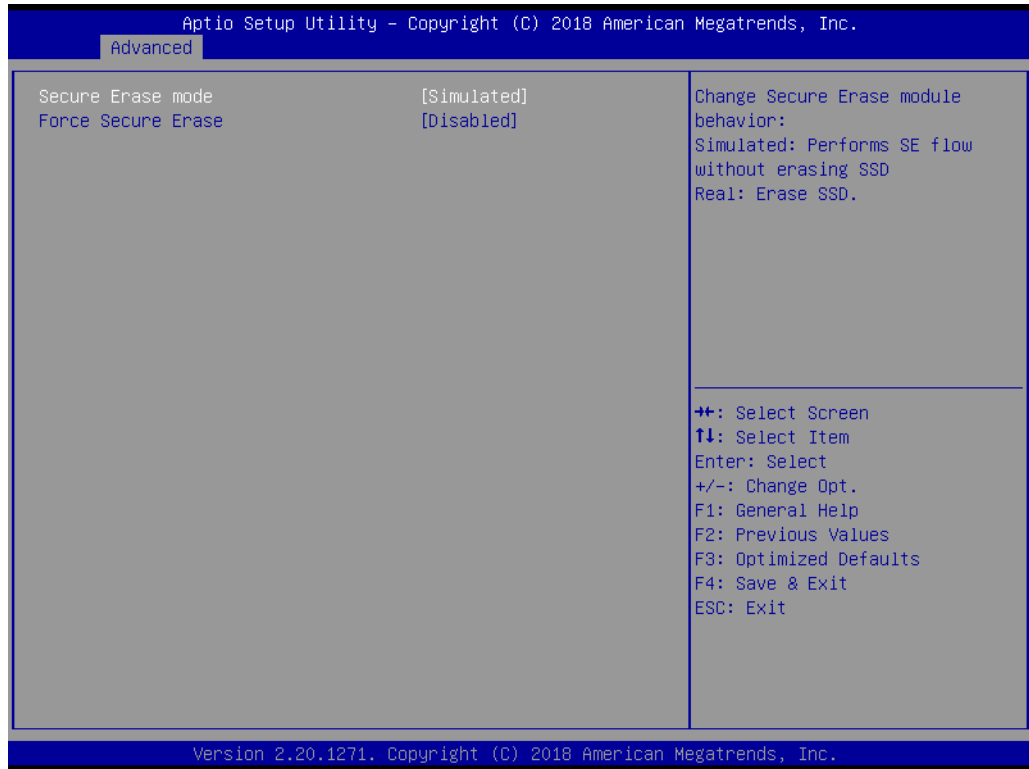 Aptio Setup Utility – Copyright (C) 2018 American Megatrends, Inc.
Advanced
Secure Erase mode [Simulated]
Force Secure Erase [Disabled]
Change Secure Erase module
behavior:
Simulated: Performs SE flow
without erasing SSD
Real: Erase SSD.
→←: Select Screen
↑↓: Select Item
Enter: Select
+/-: Change Opt.
F1: General Help
F2: Previous Values
F3: Optimized Defaults
F4: Save & Exit
ESC: Exit
Version 2.20.1271. Copyright (C) 2018 American Megatrends, Inc.